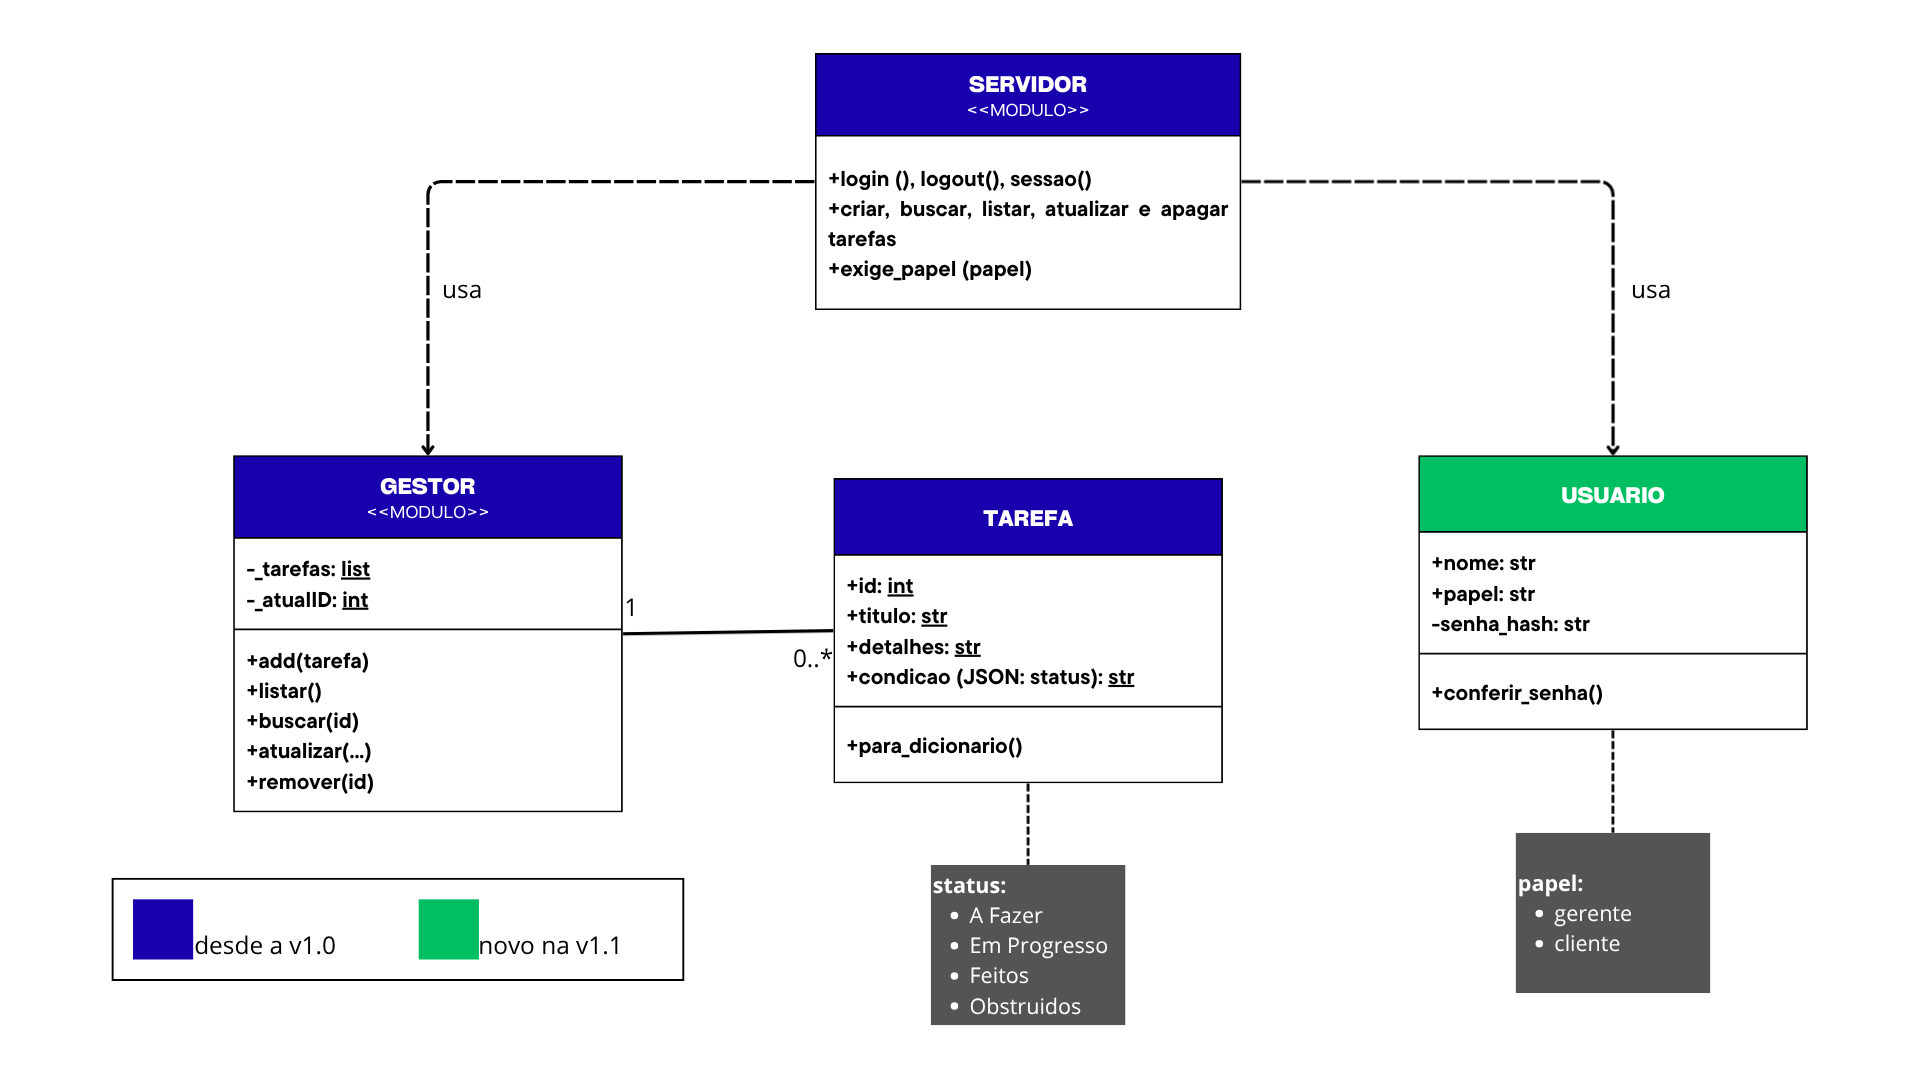 SERVIDOR
<<MODULO>>
+login (), logout(), sessao()
+criar, buscar, listar, atualizar e apagar
tarefas
+exige_papel (papel)
usa
usa
GESTOR
<<MODULO>>
-_tarefas: list
-_atualID: int
+add(tarefa)
+listar()
+buscar(id)
+atualizar(...)
+remover(id)
1
0..*
TAREFA
+id: int
+titulo: str
+detalhes: str
+condicao (JSON: status): str
+para_dicionario()
USUARIO
+nome: str
+papel: str
-senha_hash: str
+conferir_senha()
status:
• A Fazer
• Em Progresso
• Feitos
• Obstruidos
papel:
• gerente
• cliente
desde a v1.0
novo na v1.1